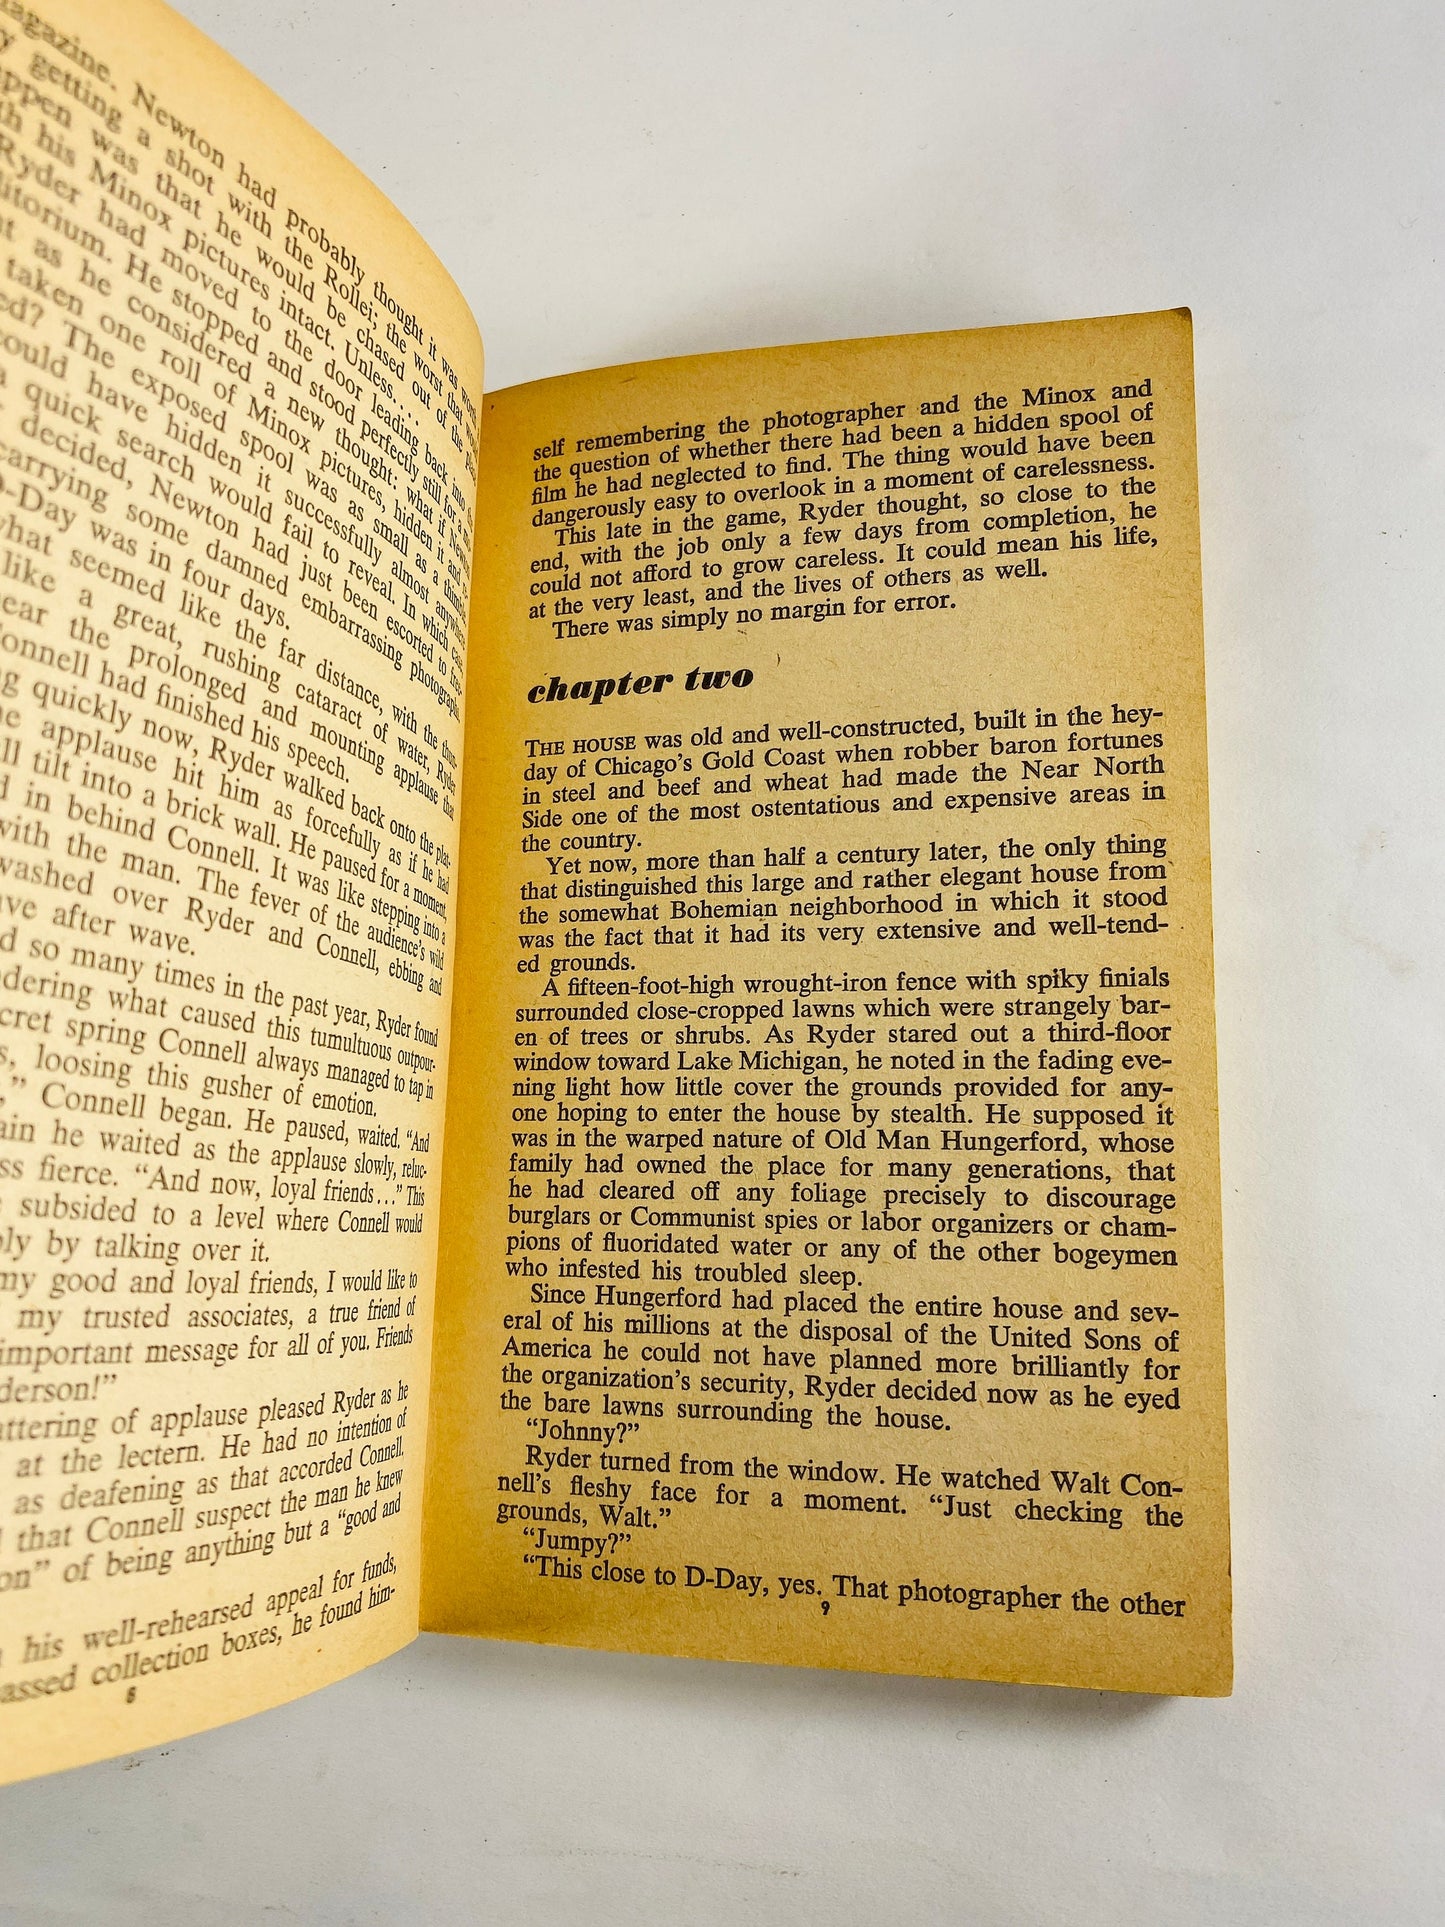 magazine. Newton had probably thought it was
getting a shot with the Rollei; the worst that
was that he would be chased out of the
his Minox pictures intact. Unless. . . .
Ryder had moved to the door leading back into
He stopped and stood perfectly still for a
as he considered a new thought: what if
taken one roll of Minox pictures, hidden it and
The exposed spool was as small as a thimble.
could have hidden it successfully almost anywhere
quick search would fail to reveal. In which case,
decided, Newton had just been escorted to
carrying some damned embarrassing photographs.
D-Day was in four days.
what seemed like the far distance, with the
like a great, rushing cataract of water, Ryder
the prolonged and mounting applause that
Connell had finished his speech.
quickly now, Ryder walked back onto the plat-
applause hit him as forcefully as if he had
tilt into a brick wall. He paused for a moment,
in behind Connell. It was like stepping into a
with the man. The fever of the audience's wild
washed over Ryder and Connell, ebbing and
after wave.
so many times in the past year, Ryder found
what caused this tumultuous outpour-
spring Connell always managed to tap in
loosing this gusher of emotion.
Connell began. He paused, waited. "And
he waited as the applause slowly, reluc-
fierce. "And now, loyal friends..." This
subsided to a level where Connell would
by talking over it.
my good and loyal friends, I would like to
my trusted associates, a true friend of
important message for all of you. Friends
derson!"
of applause pleased Ryder as he
at the lectern. He had no intention of
as deafening as that accorded Connell.
that Connell suspect the man he knew
of being anything but a "good and
his well-rehearsed appeal for funds,
collection boxes, he found him-
8
self remembering the photographer and the Minox and
the question of whether there had been a hidden spool of
film he had neglected to find. The thing would have been
dangerously easy to overlook in a moment of carelessness.
This late in the game, Ryder thought, so close to the
end, with the job only a few days from completion, he
could not afford to grow careless. It could mean his life,
at the very least, and the lives of others as well.
There was simply no margin for error.
chapter two
THE HOUSE was old and well-constructed, built in the hey-
day of Chicago's Gold Coast when robber baron fortunes
in steel and beef and wheat had made the Near North
Side one of the most ostentatious and expensive areas in
the country.
Yet now, more than half a century later, the only thing
that distinguished this large and rather elegant house from
the somewhat Bohemian neighborhood in which it stood
was the fact that it had its very extensive and well-tend-
ed grounds.
A fifteen-foot-high wrought-iron fence with spiky finials
surrounded close-cropped lawns which were strangely bar-
en of trees or shrubs. As Ryder stared out a third-floor
window toward Lake Michigan, he noted in the fading eve-
ning light how little cover the grounds provided for any-
one hoping to enter the house by stealth. He supposed it
was in the warped nature of Old Man Hungerford, whose
family had owned the place for many generations, that
he had cleared off any foliage precisely to discourage
burglars or Communist spies or labor organizers or cham-
pions of fluoridated water or any of the other bogeymen
who infested his troubled sleep.
Since Hungerford had placed the entire house and sev-
eral of his millions at the disposal of the United Sons of
America he could not have planned more brilliantly for
the organization's security, Ryder decided now as he eyed
the bare lawns surrounding the house.
"Johnny?"
Ryder turned from the window. He watched Walt Con-
nell's fleshy face for a moment. "Just checking the
grounds, Walt."
"Jumpy?"
"This close to D-Day, yes. That photographer the other
9